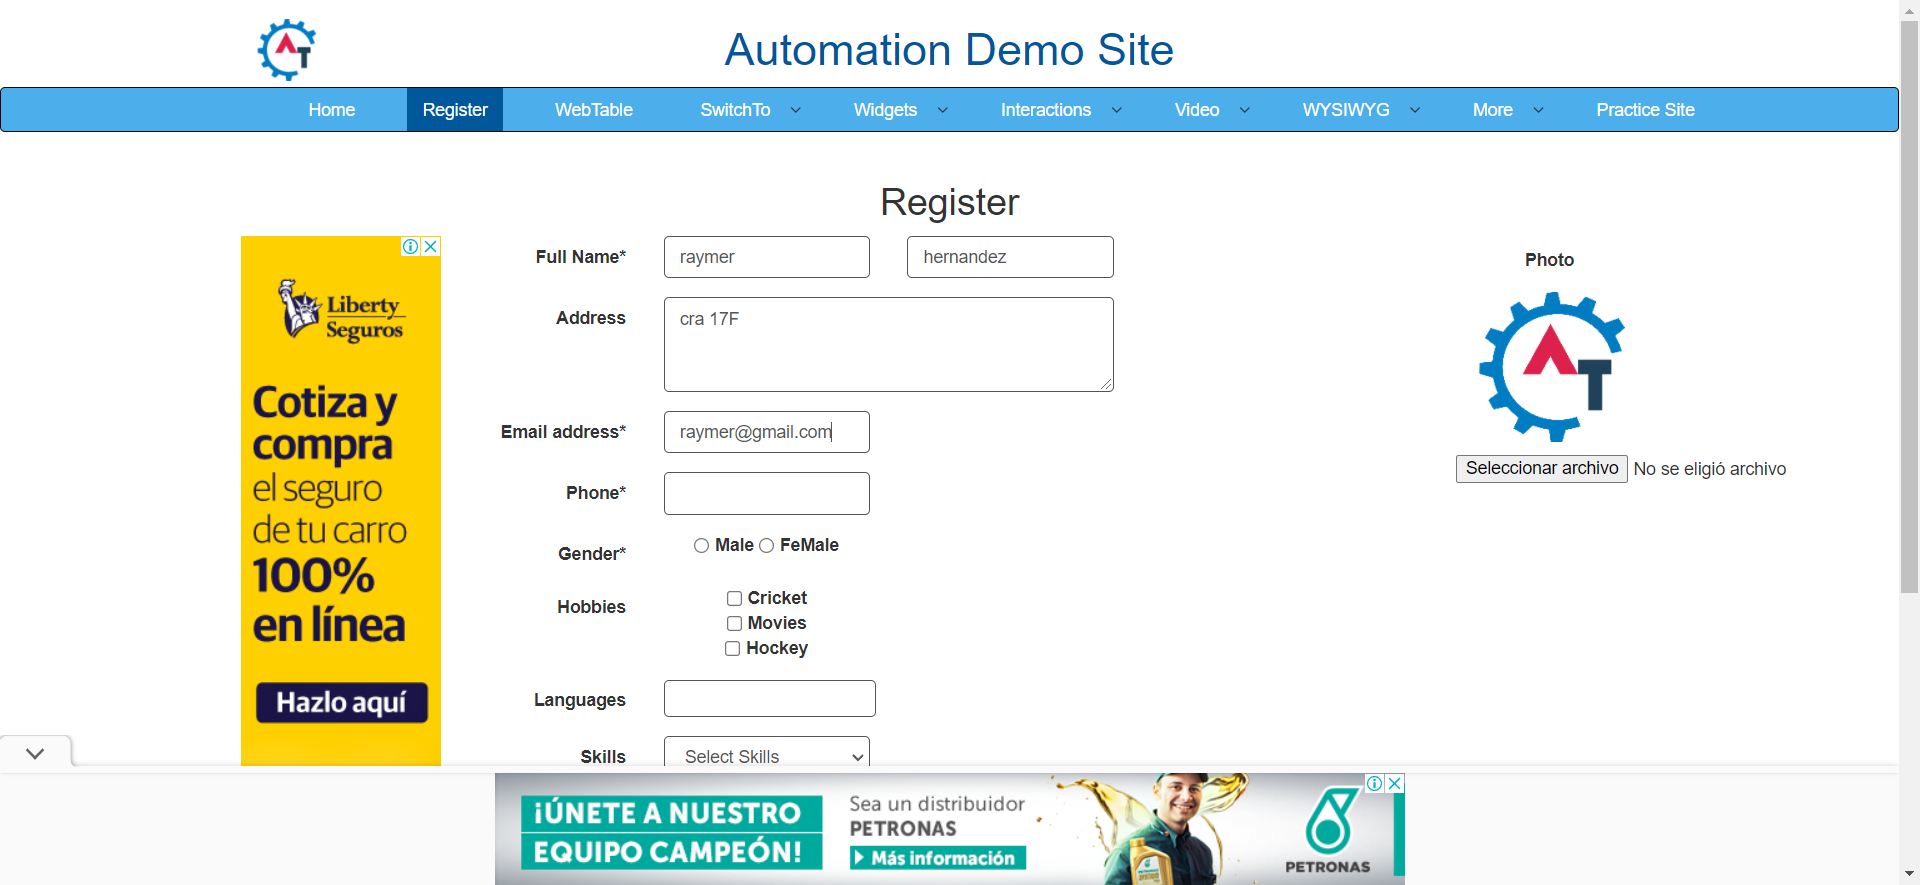 AT
Automation Demo Site
Home Register WebTable SwitchTo Widgets Interactions Video WYSIWYG More Practice Site
Register
Full Name* raymer hernandez
Photo
Address cra 17F
AT
Email address* raymer@gmail.com
Seleccionar archivo No se eligió archivo
Phone*
Gender* Male FeMale
Hobbies
Cricket
Movies
Hockey
Languages
Skills Select Skills
Liberty
Seguros
Cotiza y
compra
el seguro
de tu carro
100%
en línea
Hazlo aquí
¡ÚNETE A NUESTRO
EQUIPO CAMPEÓN!
Sea un distribuidor
PETRONAS
Más información
PETRONAS